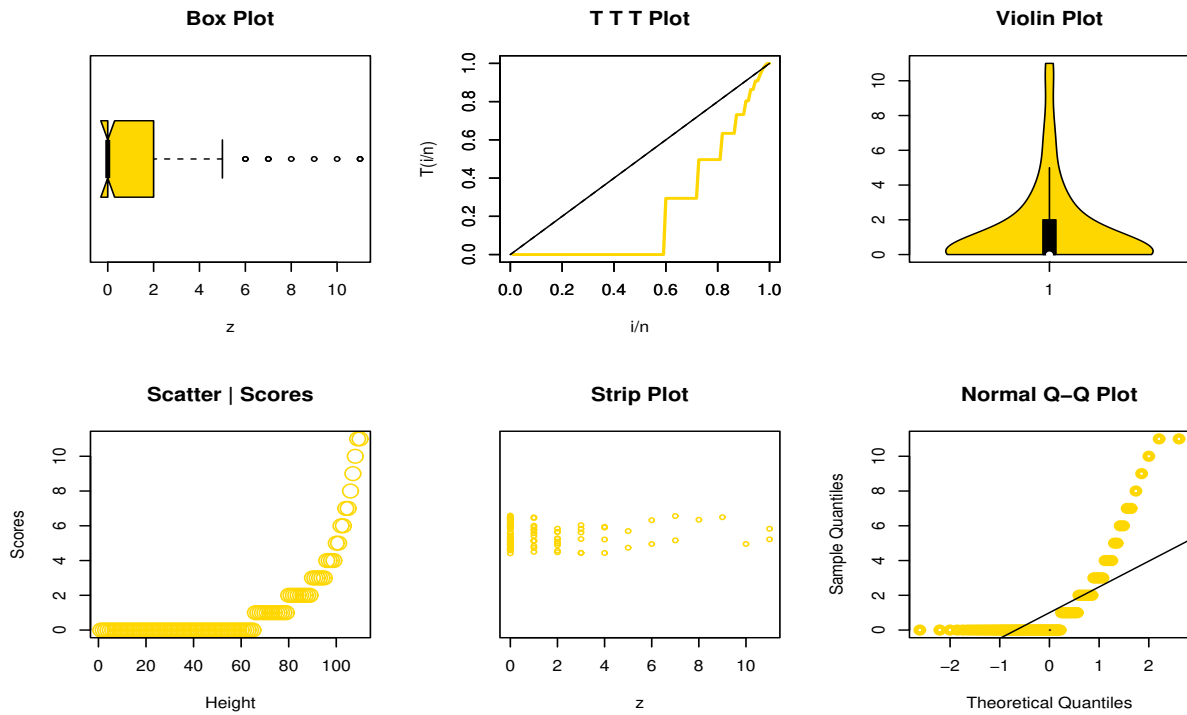 Box Plot
0 2 4 6 8 10
z
T T T Plot
T(i/n)
0.0 0.2 0.4 0.6 0.8 1.0
0.0 0.2 0.4 0.6 0.8 1.0
i/n
Violin Plot
0 2 4 6 8 10
1
Scatter | Scores
Scores
0 2 4 6 8 10
0 20 40 60 80 100
Height
Strip Plot
0 2 4 6 8 10
z
Normal Q−Q Plot
Sample Quantiles
0 2 4 6 8 10
−2 −1 0 1 2
Theoretical Quantiles